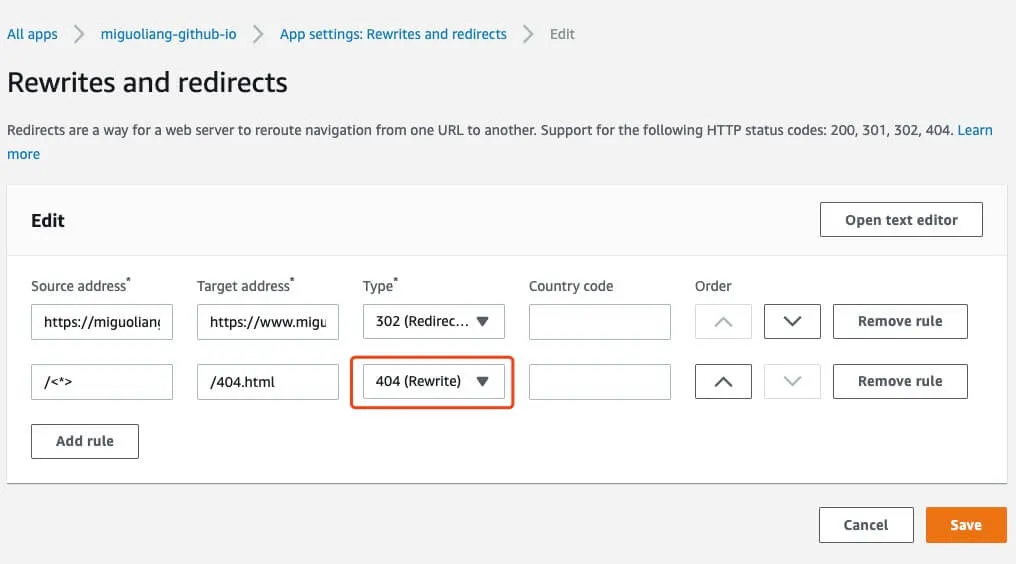 All apps > miguoliang-github-io > App settings: Rewrites and redirects > Edit
Rewrites and redirects
Redirects are a way for a web server to reroute navigation from one URL to another. Support for the following HTTP status codes: 200, 301, 302, 404. Learn
more
Edit Open text editor
Source address* Target address* Type* Country code Order
https://miguoliang https://www.migu 302 (Redirec... Remove rule
/<*> /404.html 404 (Rewrite) Remove rule
Add rule
Cancel Save